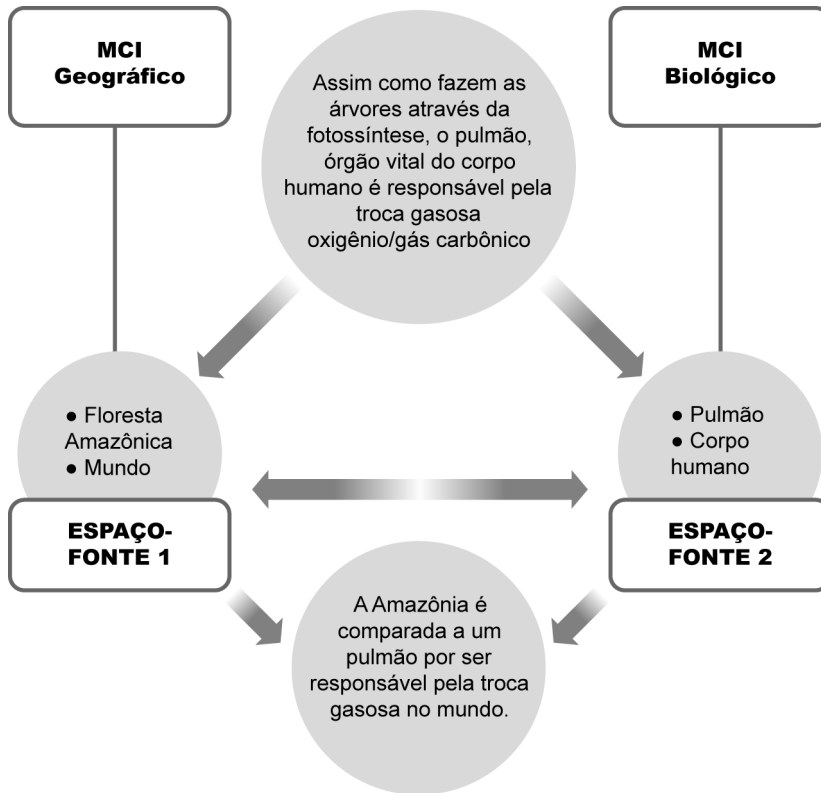 MCI
Geográfico
MCI
Biológico
Assim como fazem as
árvores através da
fotossíntese, o pulmão,
órgão vital do corpo
humano é responsável pela
troca gasosa
oxigênio/gás carbônico
● Floresta
Amazônica
● Mundo
● Pulmão
● Corpo
humano
ESPAÇO-
FONTE 1
ESPAÇO-
FONTE 2
A Amazônia é
comparada a um
pulmão por ser
responsável pela troca
gasosa no mundo.